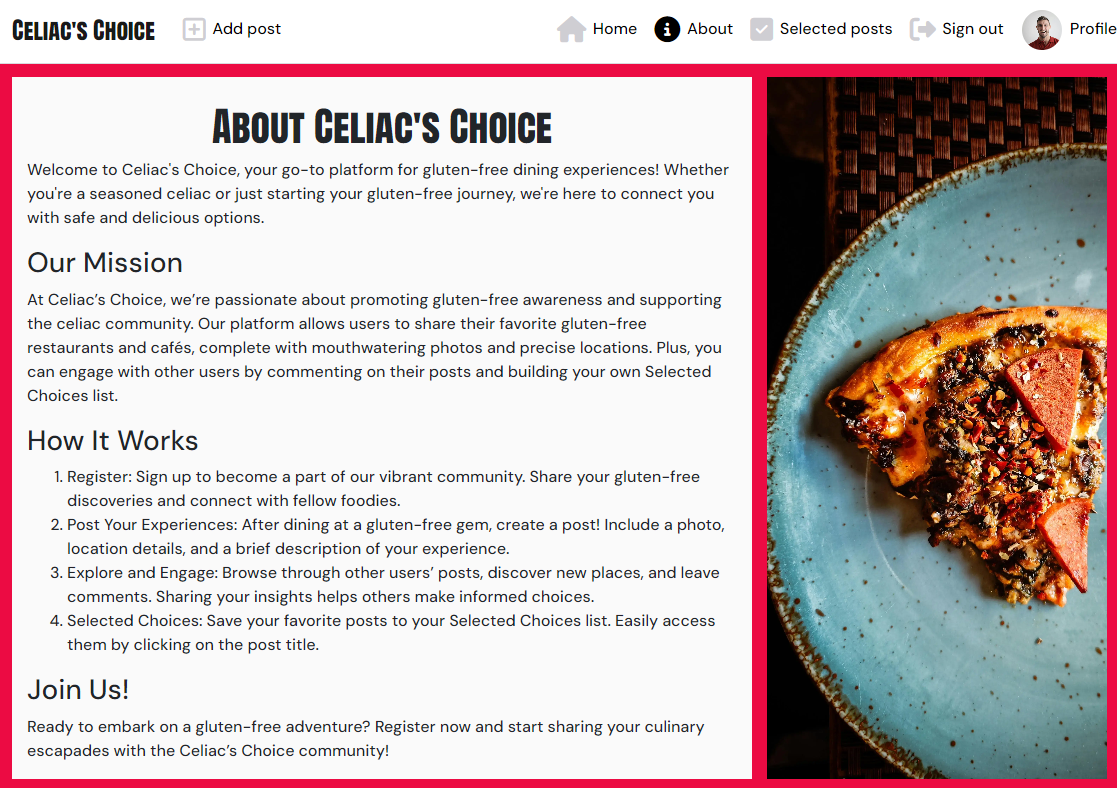 CELIAC'S CHOICE
Add post
Home
About
Selected posts
Sign out
Profile
ABOUT CELIAC'S CHOICE
Welcome to Celiac's Choice, your go-to platform for gluten-free dining experiences! Whether
you're a seasoned celiac or just starting your gluten-free journey, we're here to connect you
with safe and delicious options.
Our Mission
At Celiac’s Choice, we’re passionate about promoting gluten-free awareness and supporting
the celiac community. Our platform allows users to share their favorite gluten-free
restaurants and cafés, complete with mouthwatering photos and precise locations. Plus, you
can engage with other users by commenting on their posts and building your own Selected
Choices list.
How It Works
1. Register: Sign up to become a part of our vibrant community. Share your gluten-free
discoveries and connect with fellow foodies.
2. Post Your Experiences: After dining at a gluten-free gem, create a post! Include a photo,
location details, and a brief description of your experience.
3. Explore and Engage: Browse through other users’ posts, discover new places, and leave
comments. Sharing your insights helps others make informed choices.
4. Selected Choices: Save your favorite posts to your Selected Choices list. Easily access
them by clicking on the post title.
Join Us!
Ready to embark on a gluten-free adventure? Register now and start sharing your culinary
escapades with the Celiac’s Choice community!